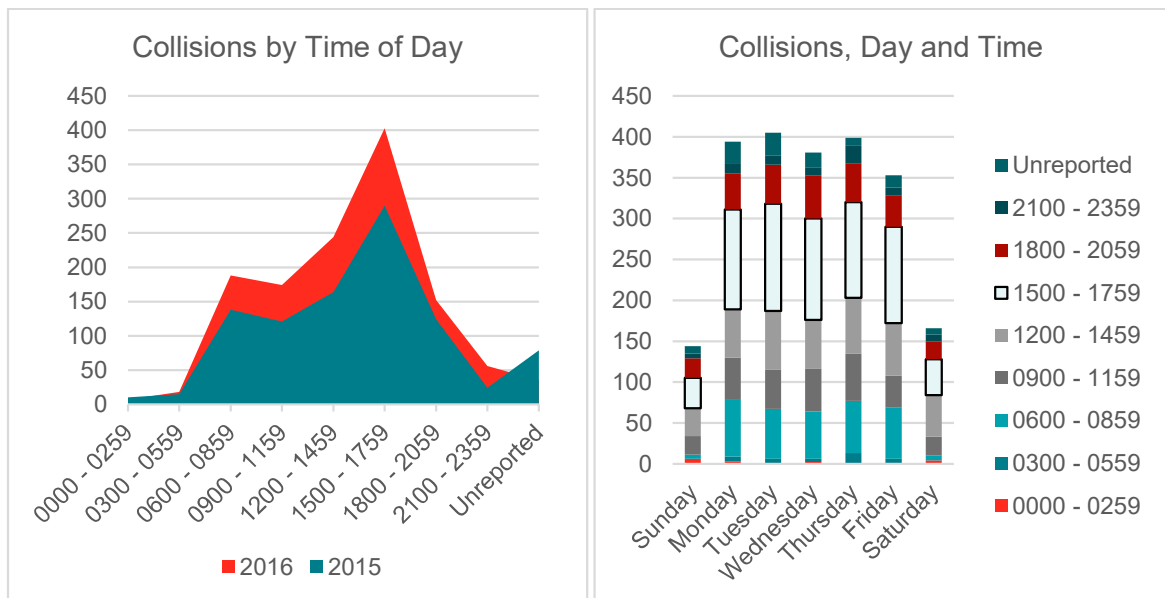 Collisions by Time of Day
450
400
350
300
250
200
150
100
50
0
0000 - 0259
0300 - 0559
0600 - 0859
0900 - 1159
1200 - 1459
1500 - 1759
1800 - 2059
2100 - 2359
Unreported
2016
2015
Collisions, Day and Time
450
400
350
300
250
200
150
100
50
0
Sunday
Monday
Tuesday
Wednesday
Thursday
Friday
Saturday
Unreported
2100 - 2359
1800 - 2059
1500 - 1759
1200 - 1459
0900 - 1159
0600 - 0859
0300 - 0559
0000 - 0259